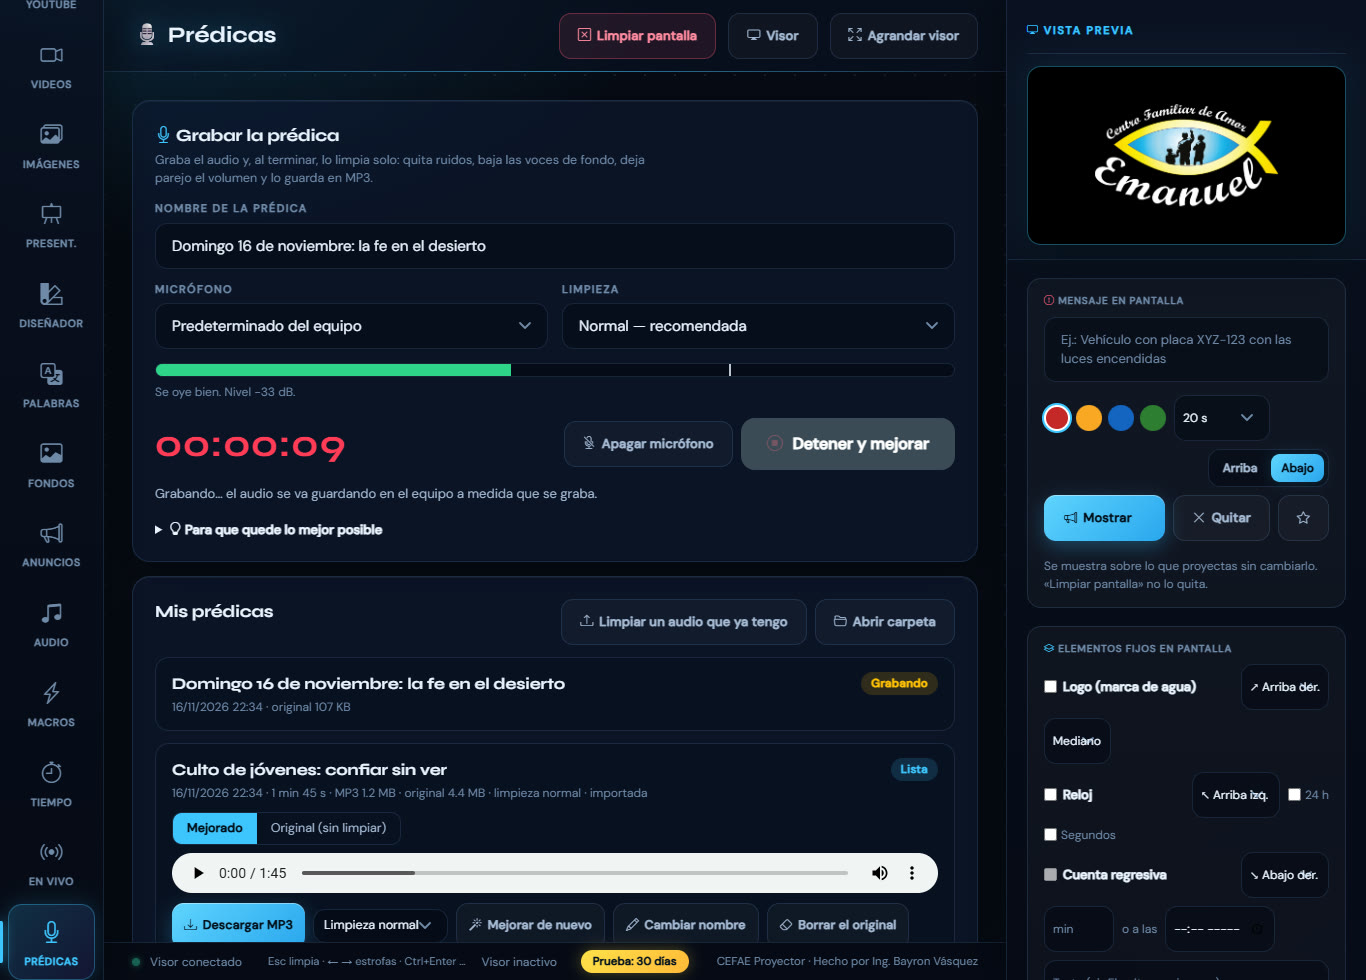 YOUTUBE
VIDEOS
IMÁGENES
PRESENT.
DISEÑADOR
PALABRAS
FONDOS
ANUNCIOS
AUDIO
MACROS
TIEMPO
EN VIVO
PRÉDICAS
Prédicas
Limpiar pantalla
Visor
Agrandar visor
Grabar la prédica
Graba el audio y, al terminar, lo limpia solo: quita ruidos, baja las voces de fondo, deja
parejo el volumen y lo guarda en MP3.
NOMBRE DE LA PRÉDICA
Domingo 16 de noviembre: la fe en el desierto
MICRÓFONO
LIMPIEZA
Predeterminado del equipo
Normal — recomendada
Se oye bien. Nivel -33 dB.
00:00:09
Apagar micrófono
Detener y mejorar
Grabando... el audio se va guardando en el equipo a medida que se graba.
Para que quede lo mejor posible
Mis prédicas
Limpiar un audio que ya tengo
Abrir carpeta
Domingo 16 de noviembre: la fe en el desierto
Grabando
16/11/2026 22:34 · original 107 KB
Culto de jóvenes: confiar sin ver
Lista
16/11/2026 22:34 · 1 min 45 s · MP3 1.2 MB · original 4.4 MB · limpieza normal · importada
Mejorado
Original (sin limpiar)
0:00 / 1:45
Descargar MP3
Limpieza normal
Mejorar de nuevo
Cambiar nombre
Borrar el original
Visor conectado
Esc limpia · ← → estrofas · Ctrl+Enter ...
Visor inactivo
Prueba: 30 días
CEFAE Proyector · Hecho por Ing. Bayron Vásquez
VISTA PREVIA
Centro Familiar de Amor
Emanuel
MENSAJE EN PANTALLA
Ej.: Vehículo con placa XYZ-123 con las
luces encendidas
20 s
Arriba
Abajo
Mostrar
Quitar
Se muestra sobre lo que proyectas sin cambiarlo.
«Limpiar pantalla» no lo quita.
ELEMENTOS FIJOS EN PANTALLA
Logo (marca de agua)
↗ Arriba der.
Mediano
Reloj
↖ Arriba izq.
24 h
Segundos
Cuenta regresiva
↘ Abajo der.
min
o a las
--:-- -----